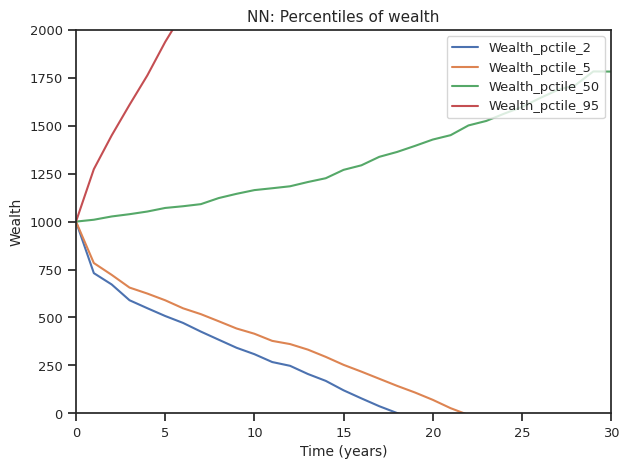 NN: Percentiles of wealth
Wealth_pctile_2
Wealth_pctile_5
Wealth_pctile_50
Wealth_pctile_95
Wealth
2000
1750
1500
1250
1000
750
500
250
0
0 5 10 15 20 25 30
Time (years)